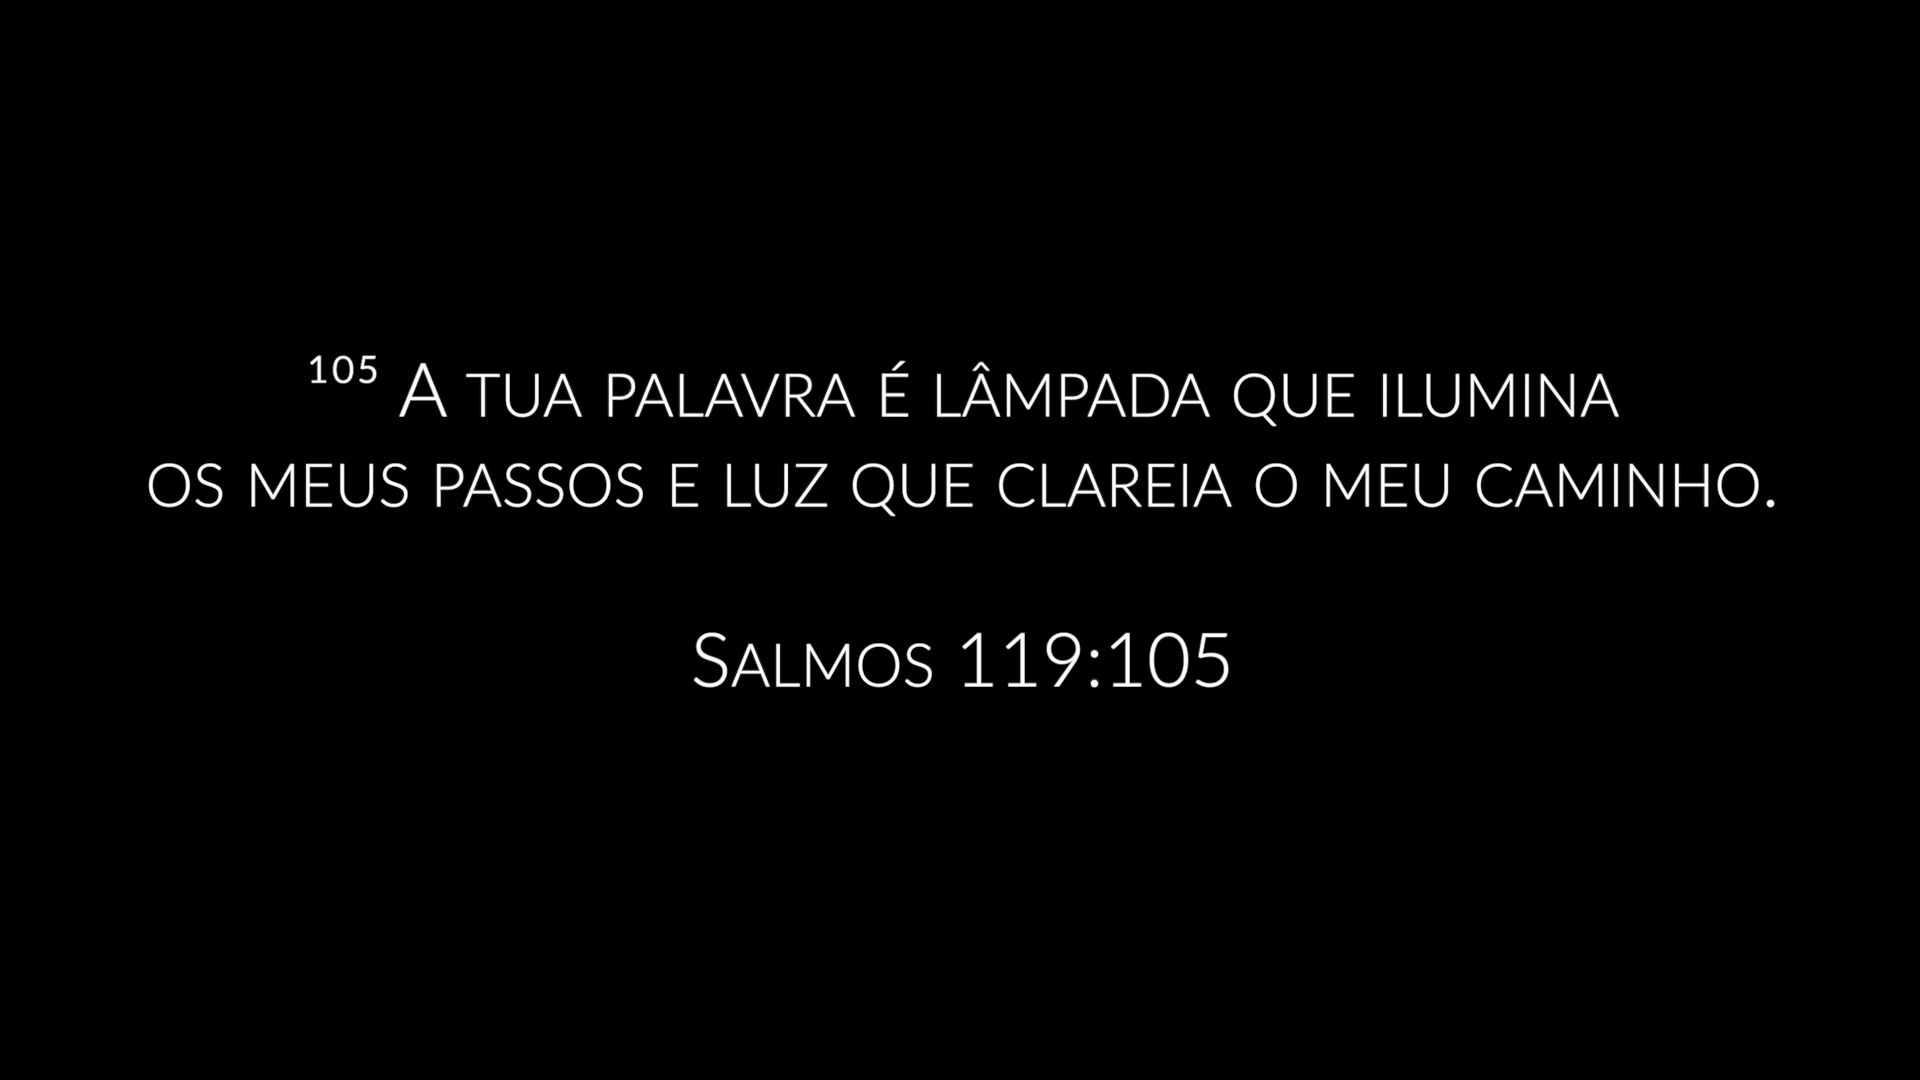 ¹⁰⁵ A tua palavra é lâmpada que ilumina
os meus passos e luz que clareia o meu caminho.
Salmos 119:105